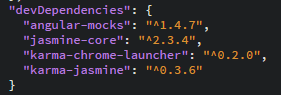 "devDependencies": {
"angular-mocks": "^1.4.7",
"jasmine-core": "^2.3.4",
"karma-chrome-launcher": "^0.2.0",
"karma-jasmine": "^0.3.6"
}